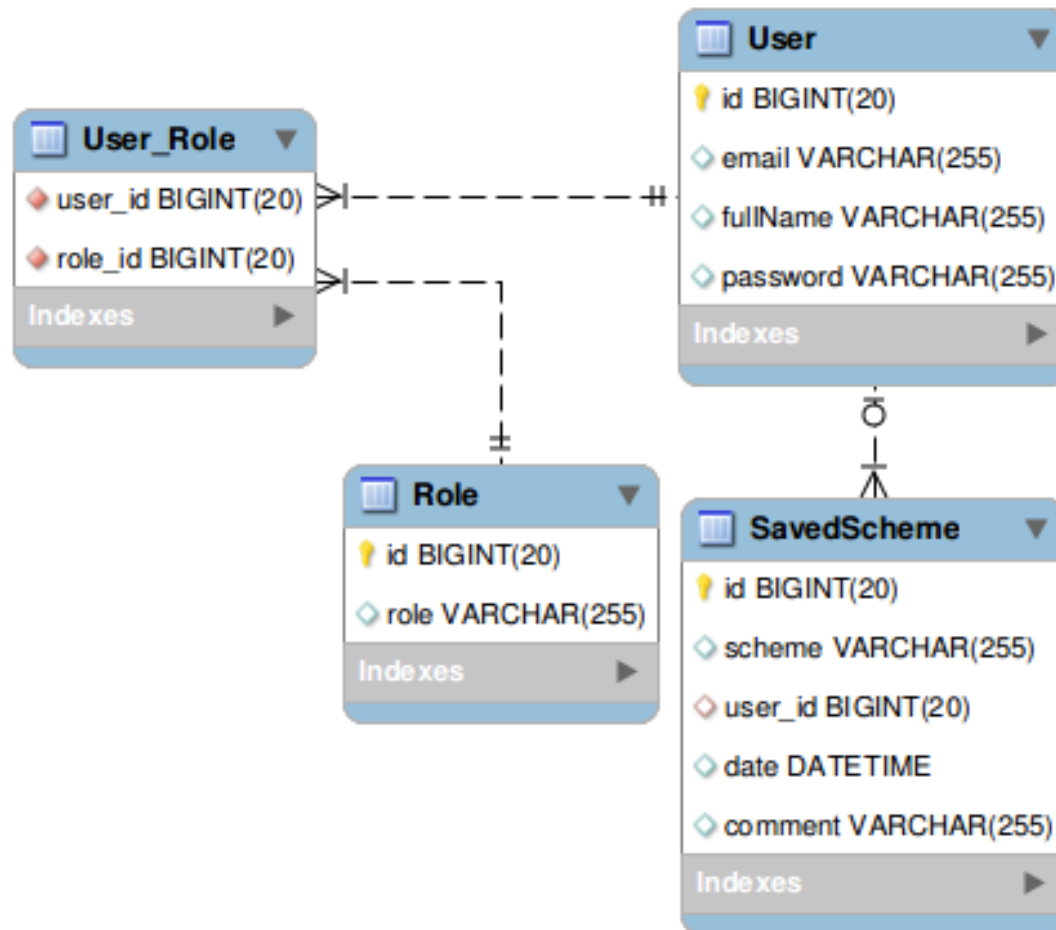 User_Role
user_id BIGINT(20)
role_id BIGINT(20)
Indexes
User
id BIGINT(20)
email VARCHAR(255)
fullName VARCHAR(255)
password VARCHAR(255)
Indexes
Role
id BIGINT(20)
role VARCHAR(255)
Indexes
SavedScheme
id BIGINT(20)
scheme VARCHAR(255)
user_id BIGINT(20)
date DATETIME
comment VARCHAR(255)
Indexes